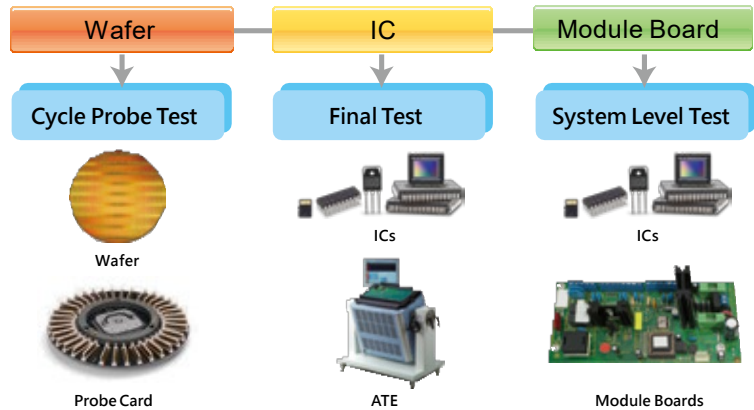 Wafer
IC
Module Board
Cycle Probe Test
Final Test
System Level Test
Wafer
ICs
ICs
Probe Card
ATE
Module Boards